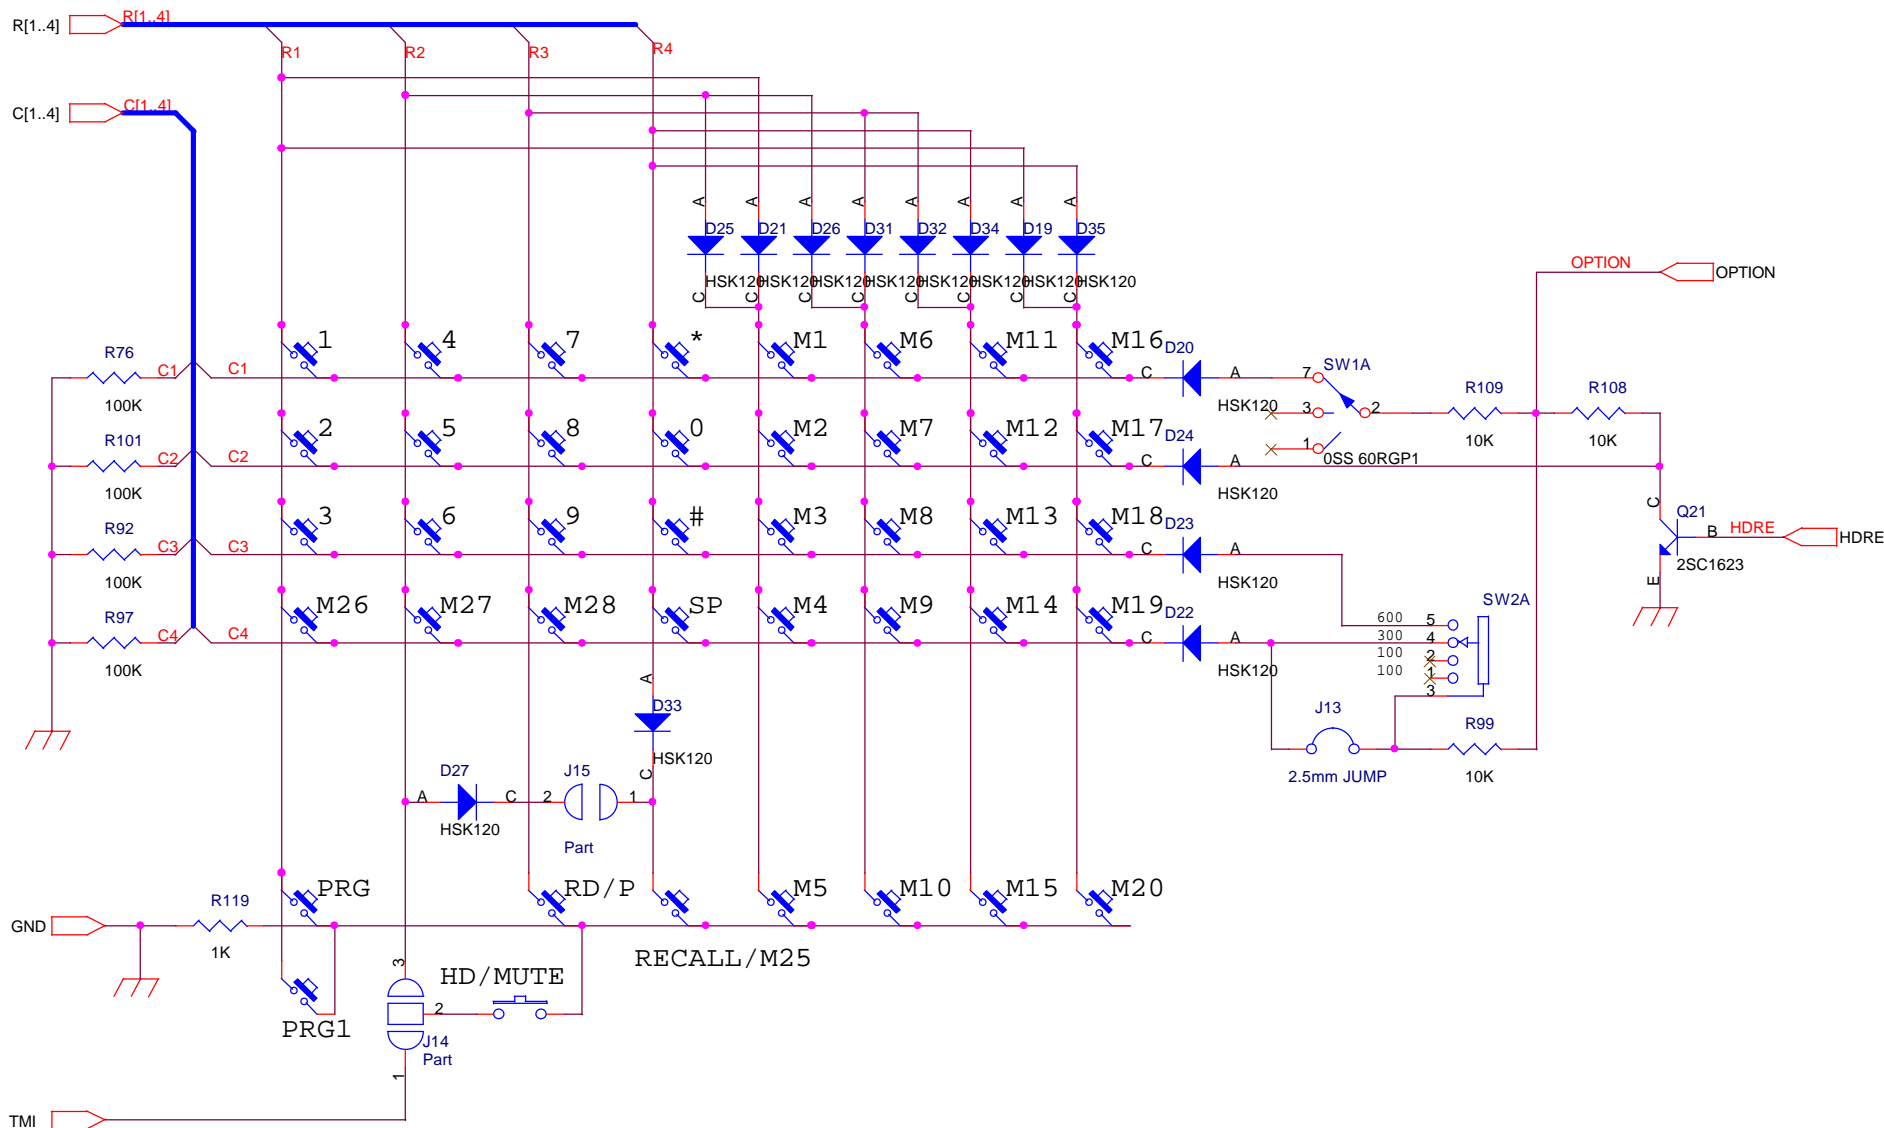 R[1..4]
R[1..4]
R1
R2
R3
R4
C[1..4]
C[1..4]
A A A A A A A A
D25 D21 D26 D31 D32 D34 D19 D35
HSK120 HSK120 HSK120 HSK120 HSK120 HSK120 HSK120 HSK120
C C C C C C C C
OPTION
OPTION
R76
100K
C1
C1
1
4
7
*
M1
M6
M11
M16
D20
C
A
HSK120
SW1A
7
3
2
1
0SS 60RGP1
R109
10K
R108
10K
R101
100K
C2
C2
2
5
8
0
M2
M7
M12
M17
D24
C
A
HSK120
R92
100K
C3
C3
3
6
9
#
M3
M8
M13
M18
D23
C
A
HSK120
C
Q21
B
HDRE
HDRE
2SC1623
E
R97
100K
C4
C4
M26
M27
M28
SP
M4
M9
M14
M19
D22
C
A
HSK120
SW2A
600
5
300
4
100
2
100
1
3
J13
2.5mm JUMP
R99
10K
A
D33
HSK120
C
D27
A
C
HSK120
J15
2
1
Part
GND
R119
1K
PRG
RD/P
M5
M10
M15
M20
RECALL/M25
PRG1
3
HD/MUTE
2
J14
Part
1
TMI